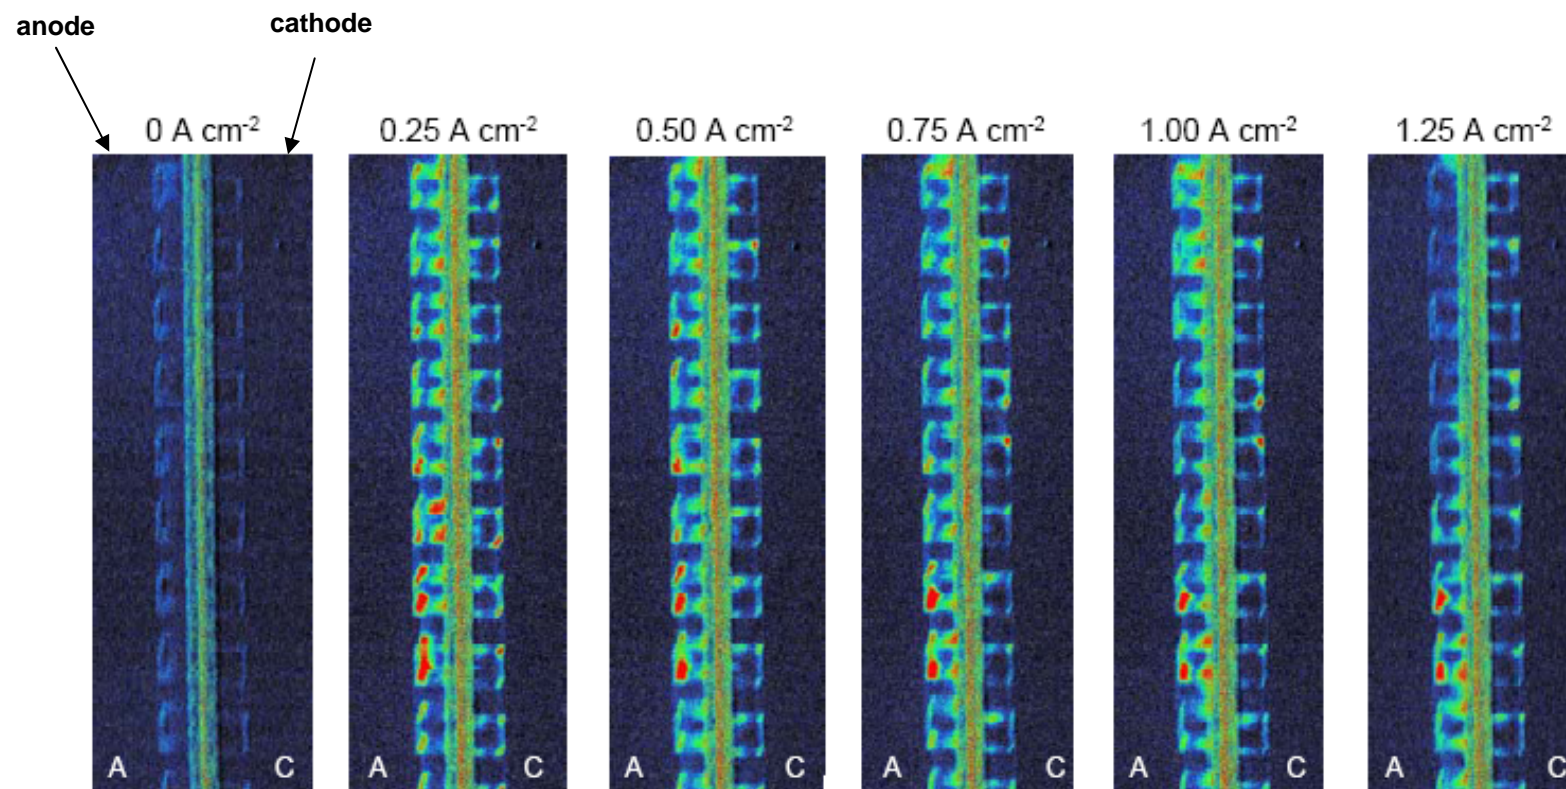 anode
cathode
0 A cm-2
0.25 A cm-2
0.50 A cm-2
0.75 A cm-2
1.00 A cm-2
1.25 A cm-2
A C
A C
A C
A C
A C
A C